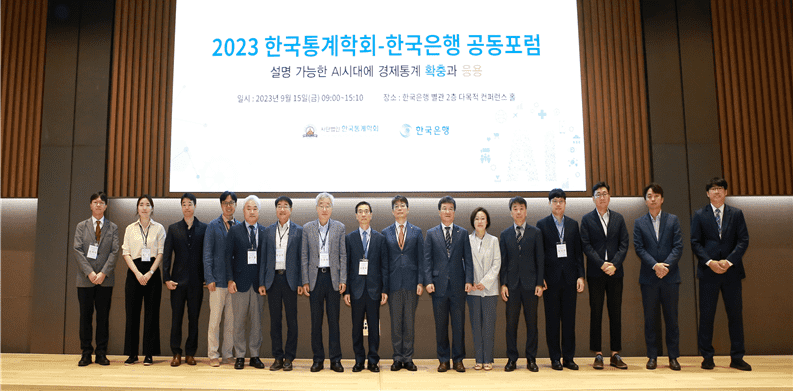 2023 한국통계학회-한국은행 공동포럼
설명 가능한 AI시대에 경제통계 확충과 응용
일시 : 2023년 9월 15일(금) 09:00~15:10 장소 : 한국은행 별관 2층 다목적 컨퍼런스 홀
사단법인 한국통계학회 한국은행